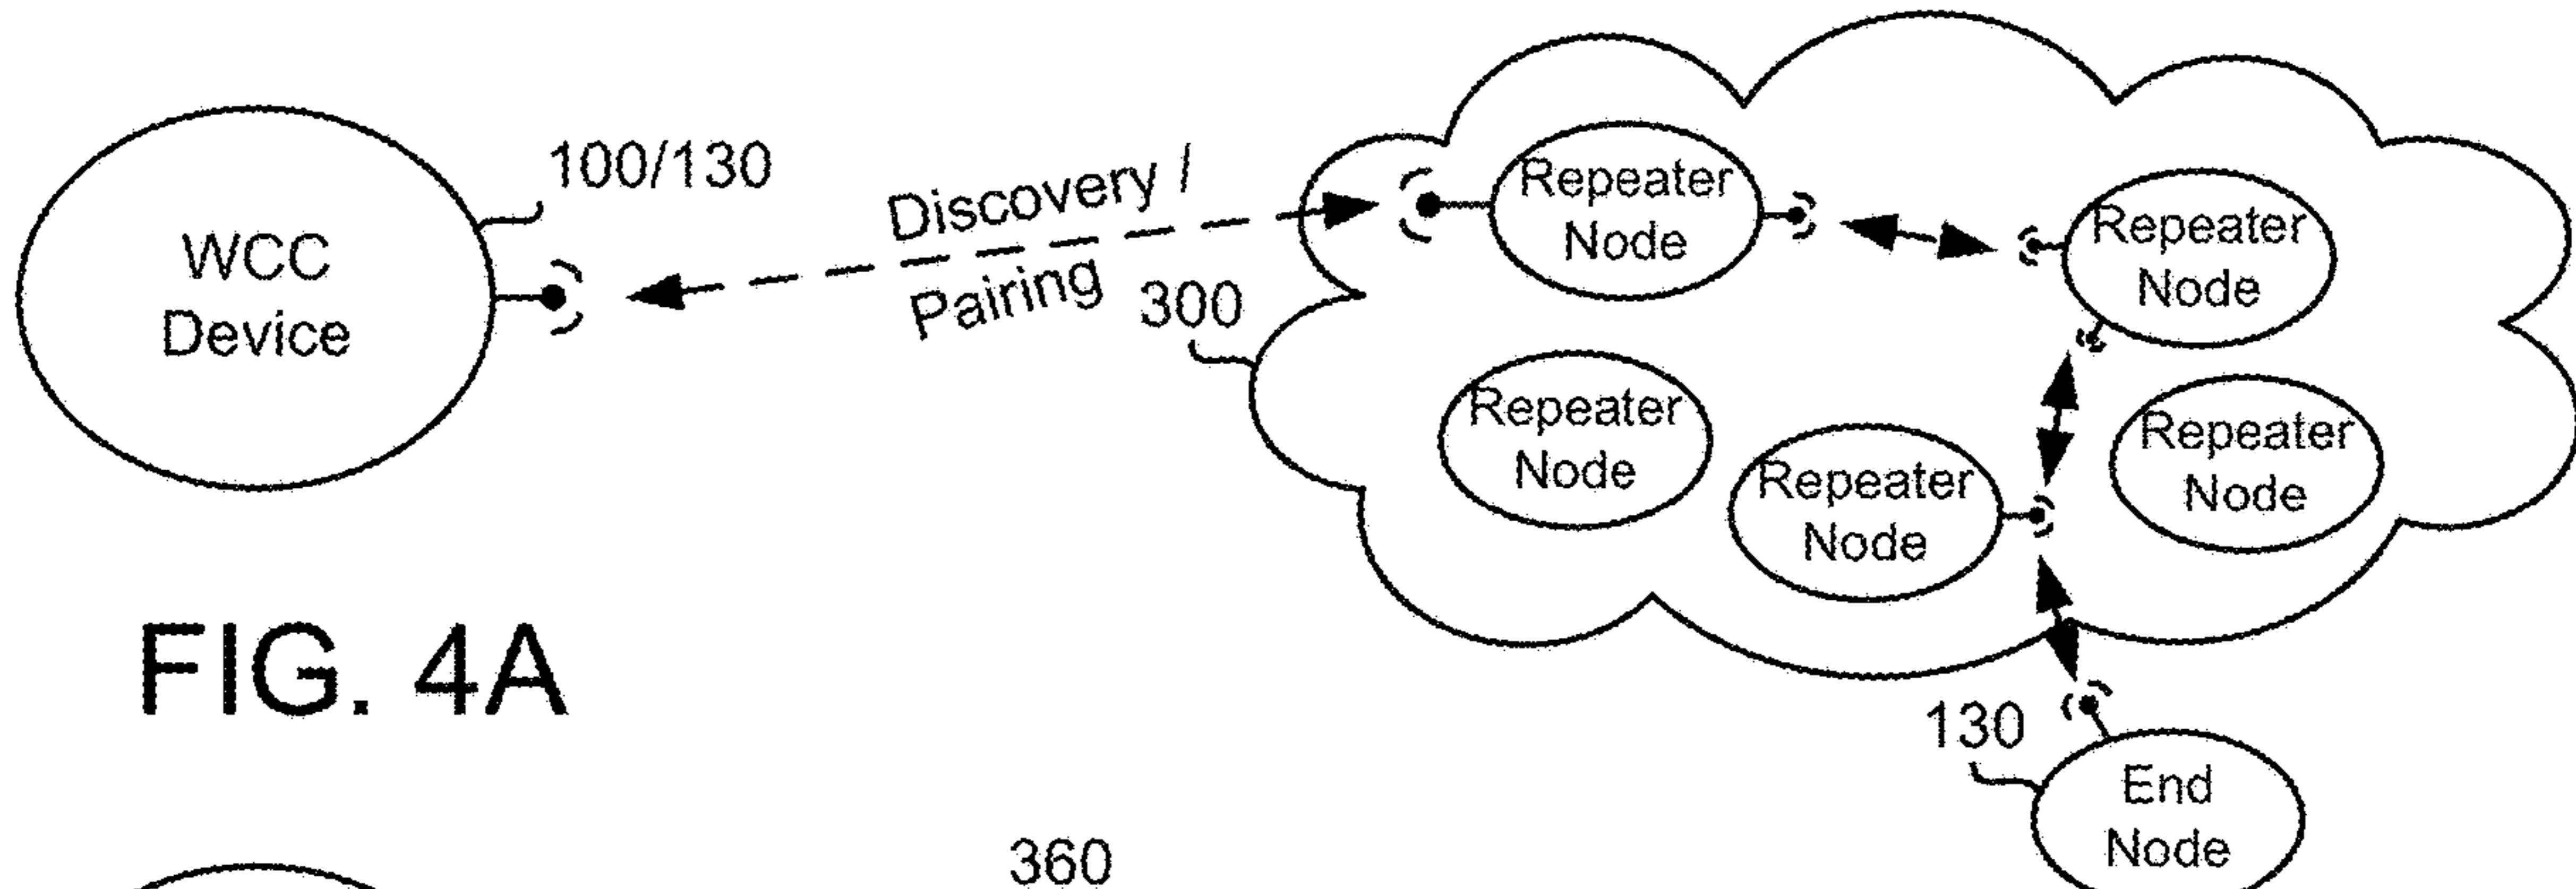 100/130
WCC
Device
Discovery /
Pairing
300
Repeater
Node
Repeater
Node
Repeater
Node
Repeater
Node
Repeater
Node
FIG. 4A
130
End
Node
360